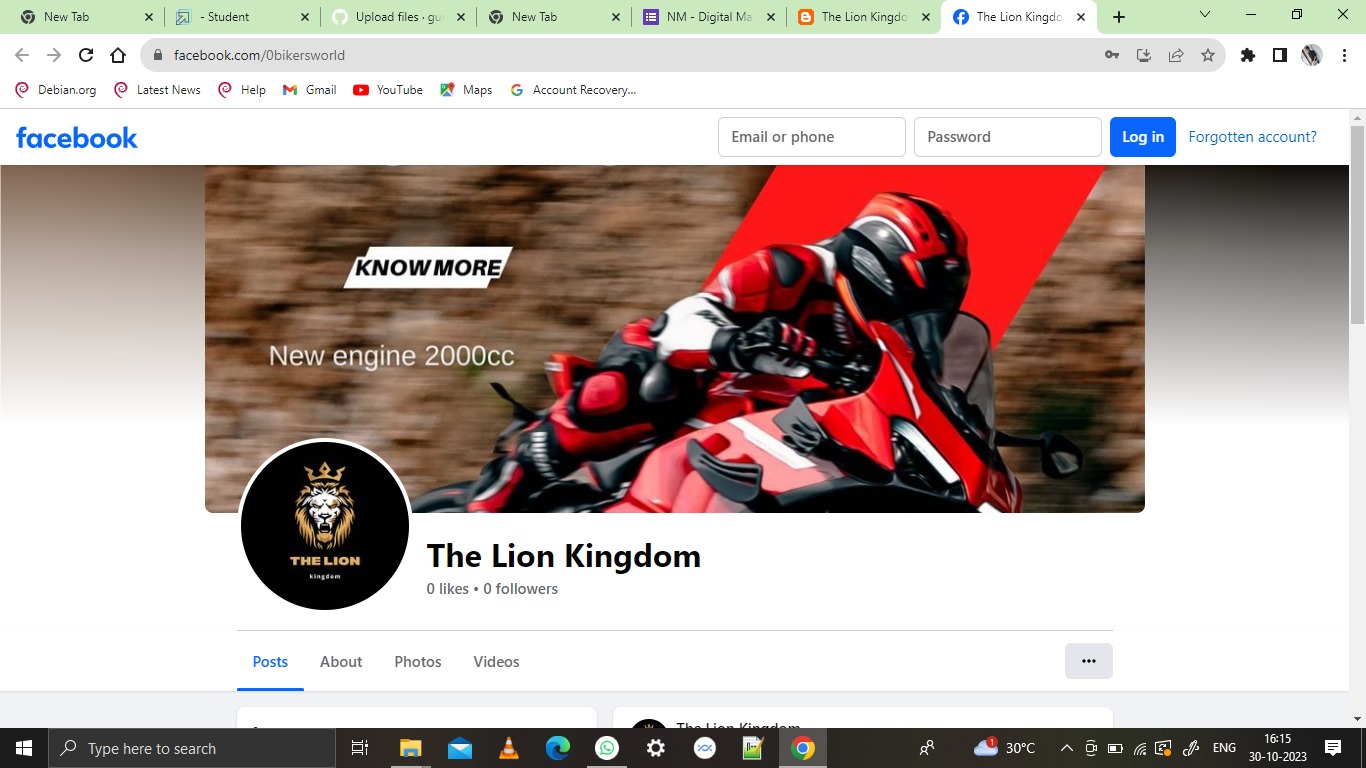 New Tab
- Student
Upload files · gu
New Tab
NM - Digital Ma
The Lion Kingdo
The Lion Kingdo
facebook.com/0bikersworld
Debian.org
Latest News
Help
Gmail
YouTube
Maps
Account Recovery...
facebook
Email or phone
Password
Log in
Forgotten account?
KNOW MORE
New engine 2000cc
THE LION
kingdom
The Lion Kingdom
0 likes • 0 followers
Posts
About
Photos
Videos
The Lion Kingdom
Type here to search
1
30°C
ENG
16:15
30-10-2023